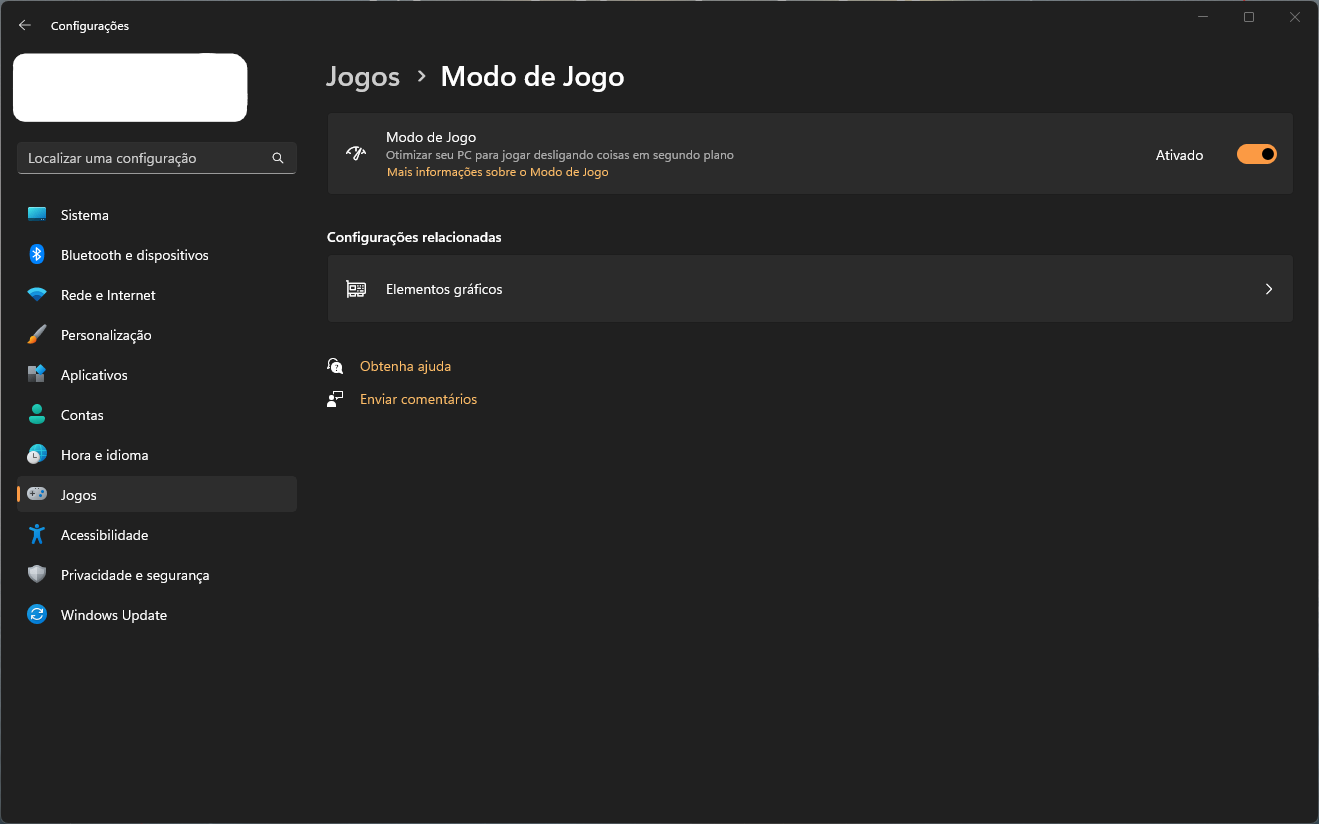 Configurações
Jogos > Modo de Jogo
Localizar uma configuração
Sistema
Bluetooth e dispositivos
Rede e Internet
Personalização
Aplicativos
Contas
Hora e idioma
Jogos
Acessibilidade
Privacidade e segurança
Windows Update
Modo de Jogo
Otimizar seu PC para jogar desligando coisas em segundo plano
Mais informações sobre o Modo de Jogo
Ativado
Configurações relacionadas
Elementos gráficos
Obtenha ajuda
Enviar comentários